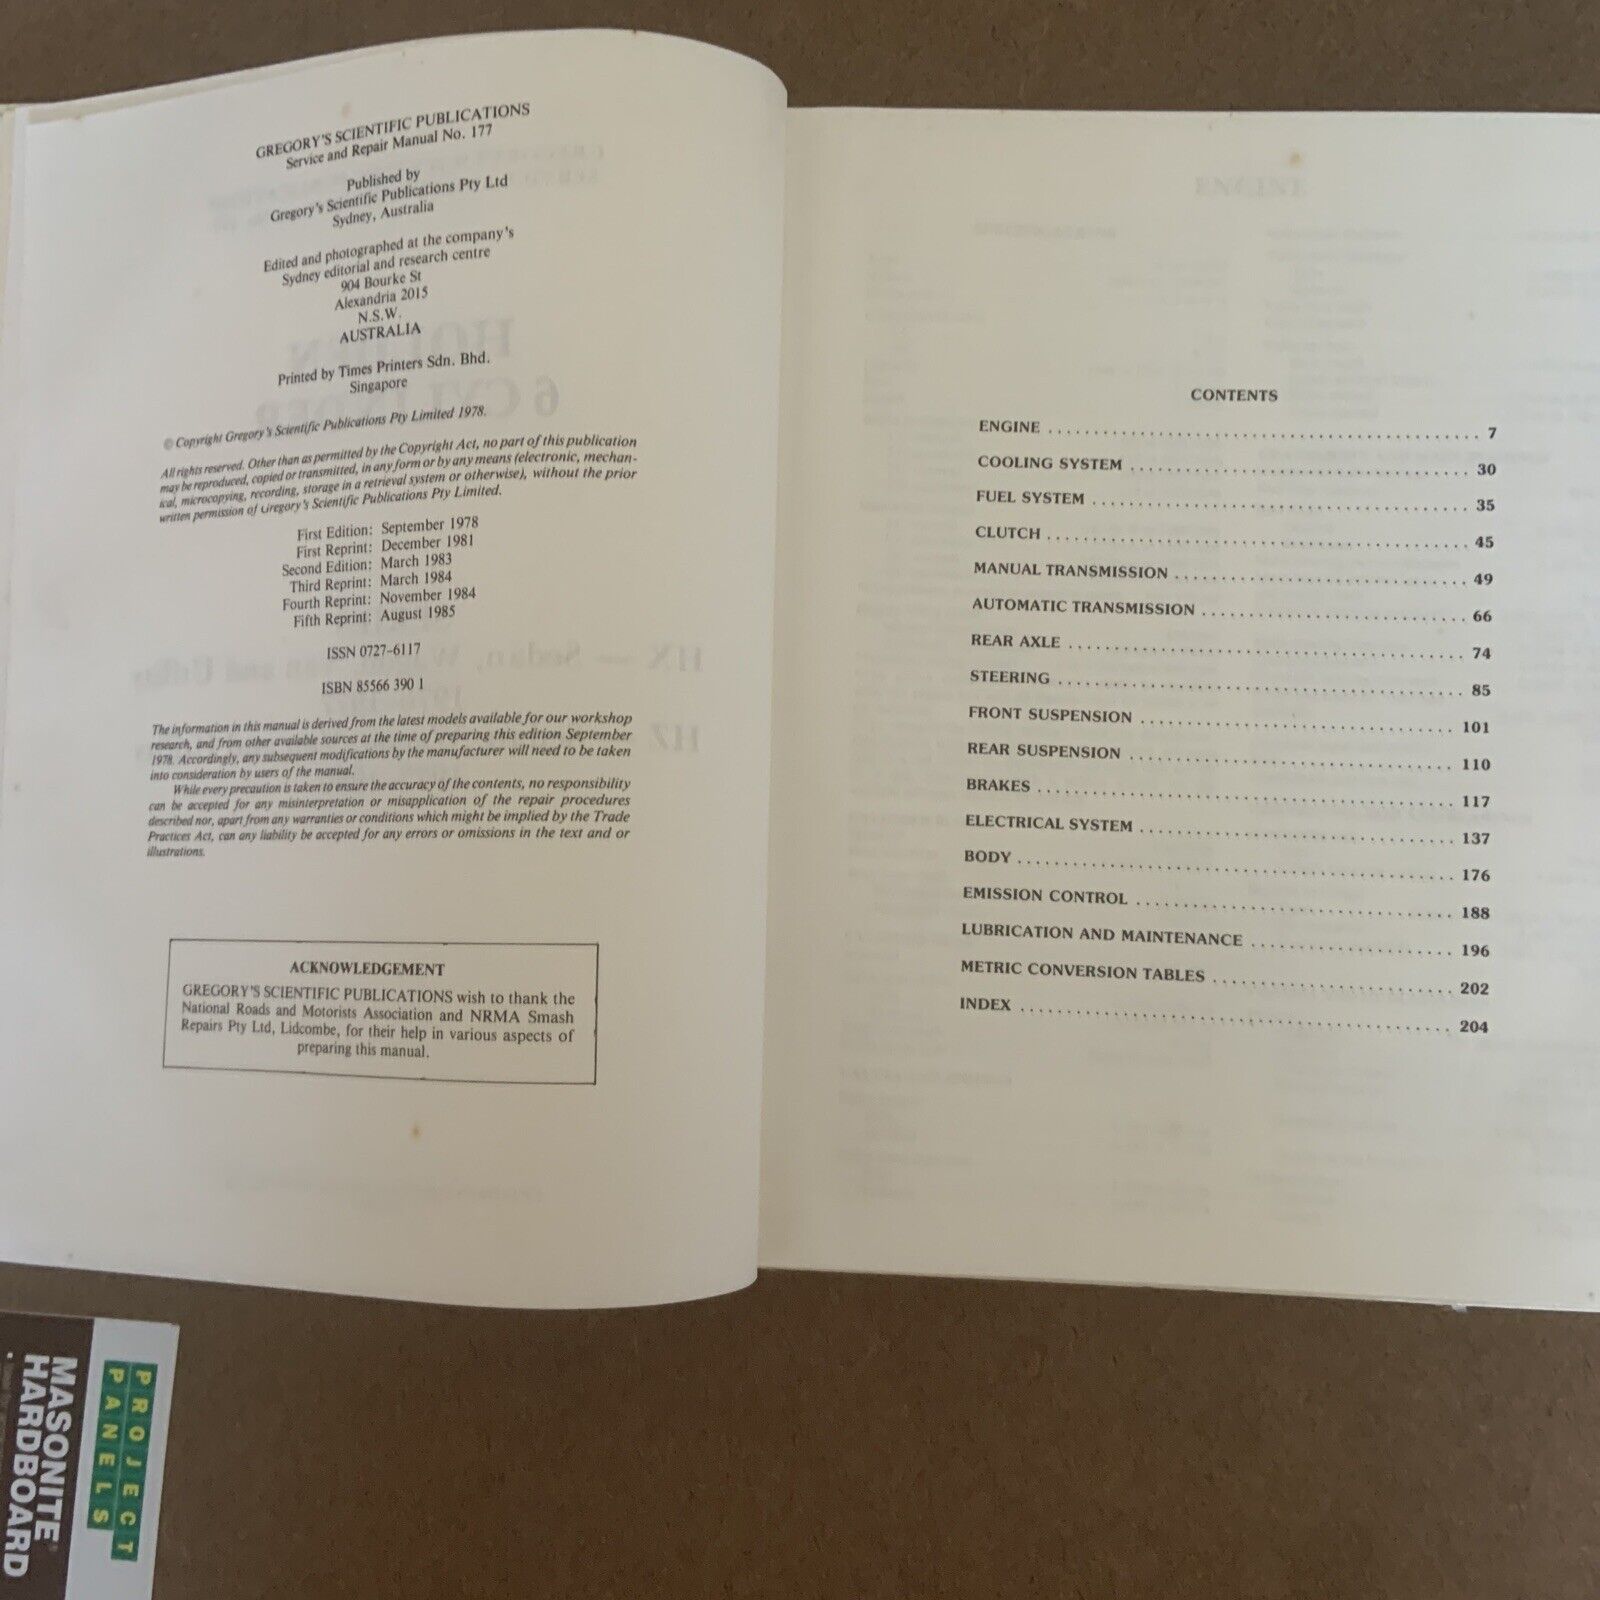 GREGORY'S SCIENTIFIC PUBLICATIONS
Service and Repair Manual No. 177
Published by
Gregory's Scientific Publications Pty Ltd
Sydney, Australia
Edited and photographed at the company's
Sydney editorial and research centre
904 Bourke St
Alexandria 2015
N.S.W.
AUSTRALIA
Printed by Times Printers Sdn. Bhd.
Singapore
© Copyright Gregory's Scientific Publications Pty Limited 1978.
All rights reserved. Other than as permitted by the Copyright Act, no part of this publication
may be reproduced, copied or transmitted, in any form or by any means (electronic, mechan-
ical, microcopying, recording, storage in a retrieval system or otherwise), without the prior
written permission of Gregory's Scientific Publications Pty Limited.
First Edition: September 1978
First Reprint: December 1981
Second Edition: March 1983
Third Reprint: March 1984
Fourth Reprint: November 1984
Fifth Reprint: August 1985
ISSN 0727-6117
ISBN 85566 390 1
The information in this manual is derived from the latest models available for our workshop
research, and from other available sources at the time of preparing this edition September
1978. Accordingly, any subsequent modifications by the manufacturer will need to be taken
into consideration by users of the manual.
While every precaution is taken to ensure the accuracy of the contents, no responsibility
can be accepted for any misinterpretation or misapplication of the repair procedures
described nor, apart from any warranties or conditions which might be implied by the Trade
Practices Act, can any liability be accepted for any errors or omissions in the text and or
illustrations.
ACKNOWLEDGEMENT
GREGORY'S SCIENTIFIC PUBLICATIONS wish to thank the
National Roads and Motorists Association and NRMA Smash
Repairs Pty Ltd, Lidcombe, for their help in various aspects of
preparing this manual.
CONTENTS
ENGINE 7
COOLING SYSTEM 30
FUEL SYSTEM 35
CLUTCH 45
MANUAL TRANSMISSION 49
AUTOMATIC TRANSMISSION 66
REAR AXLE 74
STEERING 85
FRONT SUSPENSION 101
REAR SUSPENSION 110
BRAKES 117
ELECTRICAL SYSTEM 137
BODY 176
EMISSION CONTROL 188
LUBRICATION AND MAINTENANCE 196
METRIC CONVERSION TABLES 202
INDEX 204
PROJECT
PANELS
MASONITE
HARDBOARD